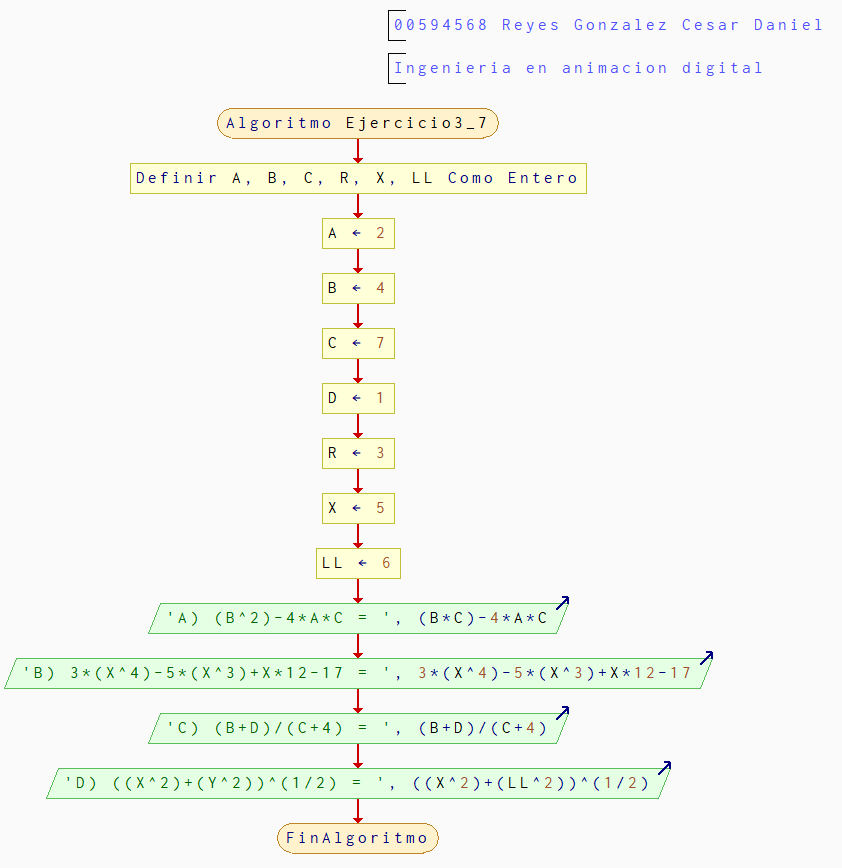 00594568 Reyes Gonzalez Cesar Daniel
Ingenieria en animacion digital
Algoritmo Ejercicio3_7
Definir A, B, C, R, X, LL Como Entero
A ← 2
B ← 4
C ← 7
D ← 1
R ← 3
X ← 5
LL ← 6
'A) (B^2)-4*A*C = ', (B*C)-4*A*C
'B) 3*(X^4)-5*(X^3)+X*12-17 = ', 3*(X^4)-5*(X^3)+X*12-17
'C) (B+D)/(C+4) = ', (B+D)/(C+4)
'D) ((X^2)+(Y^2))^(1/2) = ', ((X^2)+(LL^2))^(1/2)
FinAlgoritmo